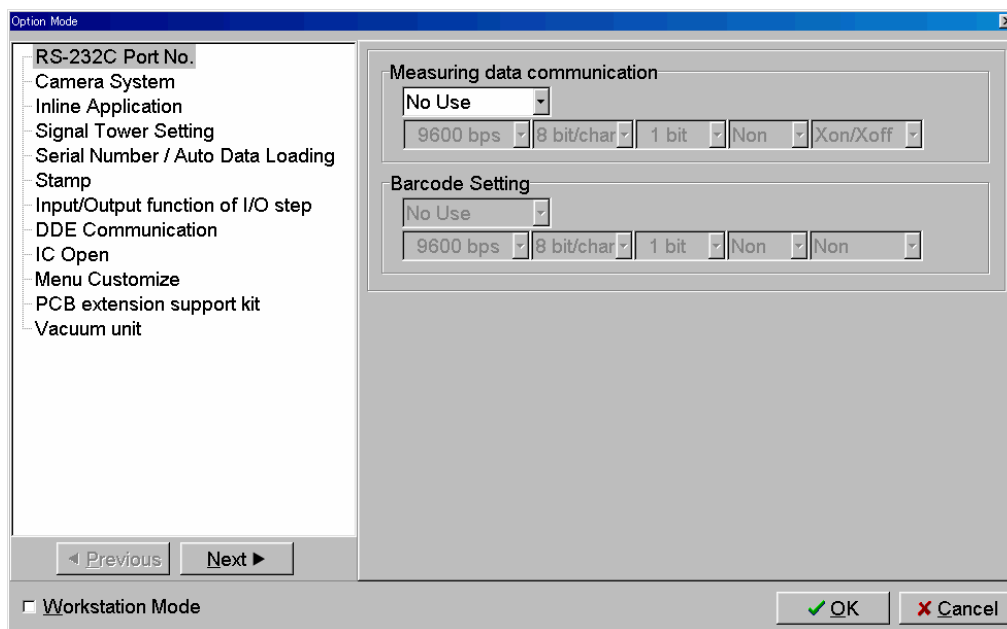 Option Mode
RS-232C Port No.
Camera System
Inline Application
Signal Tower Setting
Serial Number / Auto Data Loading
Stamp
Input/Output function of I/O step
DDE Communication
IC Open
Menu Customize
PCB extension support kit
Vacuum unit
Previous Next
Measuring data communication
No Use
9600 bps 8 bit/char 1 bit Non Xon/Xoff
Barcode Setting
No Use
9600 bps 8 bit/char 1 bit Non Non
Workstation Mode
OK Cancel